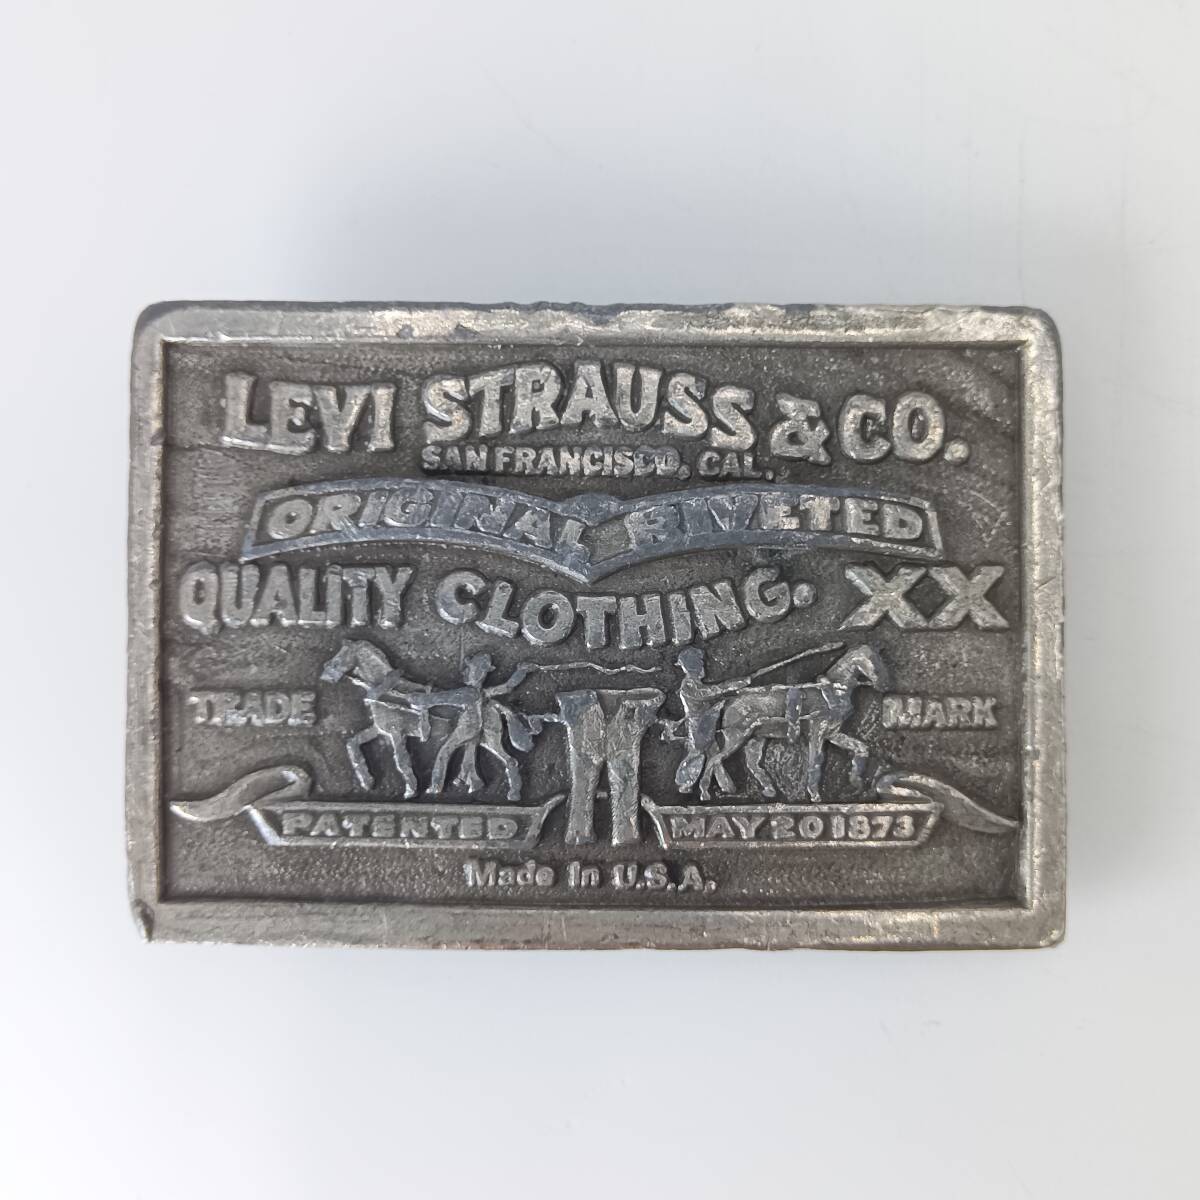 LEVI STRAUSS & CO.
SAN FRANCISCO, CAL.
ORIGINAL RIVETED
QUALITY CLOTHING. XX
TRADE MARK
PATENTED MAY 20 1873
Made In U.S.A.